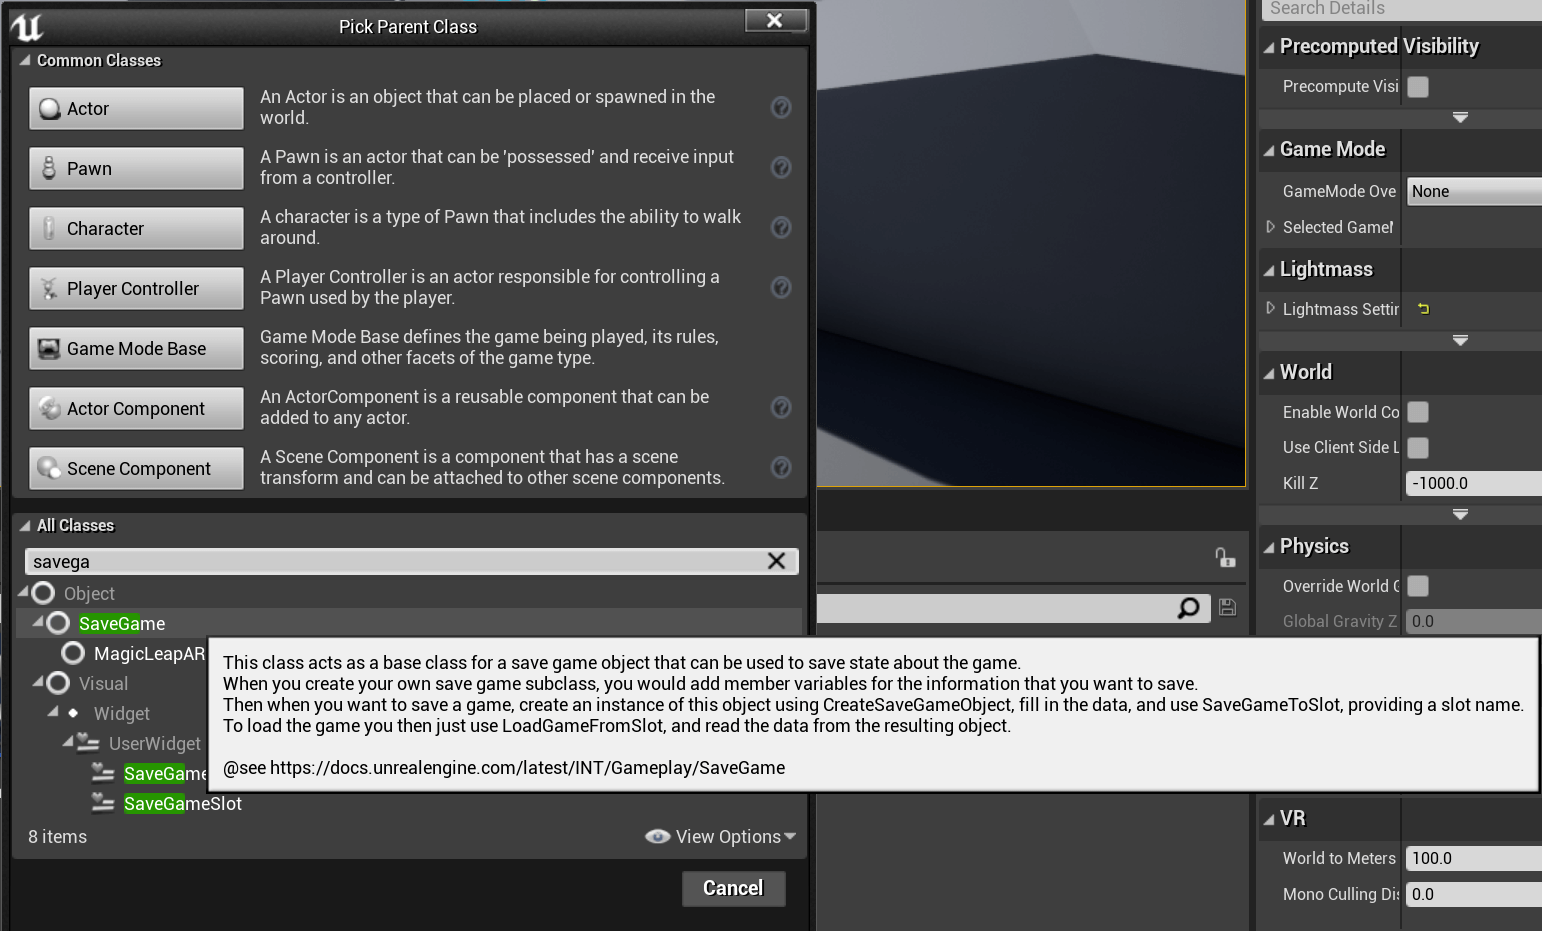 Pick Parent Class
Common Classes
Actor
An Actor is an object that can be placed or spawned in the
world.
Pawn
A Pawn is an actor that can be 'possessed' and receive input
from a controller.
Character
A character is a type of Pawn that includes the ability to walk
around.
Player Controller
A Player Controller is an actor responsible for controlling a
Pawn used by the player.
Game Mode Base
Game Mode Base defines the game being played, its rules,
scoring, and other facets of the game type.
Actor Component
An ActorComponent is a reusable component that can be
added to any actor.
Scene Component
A Scene Component is a component that has a scene
transform and can be attached to other scene components.
All Classes
savega
Object
SaveGame
MagicLeapAR
Visual
Widget
UserWidget
SaveGame
SaveGameSlot
8 items
View Options
Cancel
This class acts as a base class for a save game object that can be used to save state about the game.
When you create your own save game subclass, you would add member variables for the information that you want to save.
Then when you want to save a game, create an instance of this object using CreateSaveGameObject, fill in the data, and use SaveGameToSlot, providing a slot name.
To load the game you then just use LoadGameFromSlot, and read the data from the resulting object.
@see https://docs.unrealengine.com/latest/INT/Gameplay/SaveGame
Search Details
Precomputed Visibility
Precompute Visi
Game Mode
GameMode Ove
None
Selected GameM
Lightmass
Lightmass Settin
World
Enable World Co
Use Client Side L
Kill Z
-1000.0
Physics
Override World G
Global Gravity Z
0.0
VR
World to Meters
100.0
Mono Culling Dis
0.0